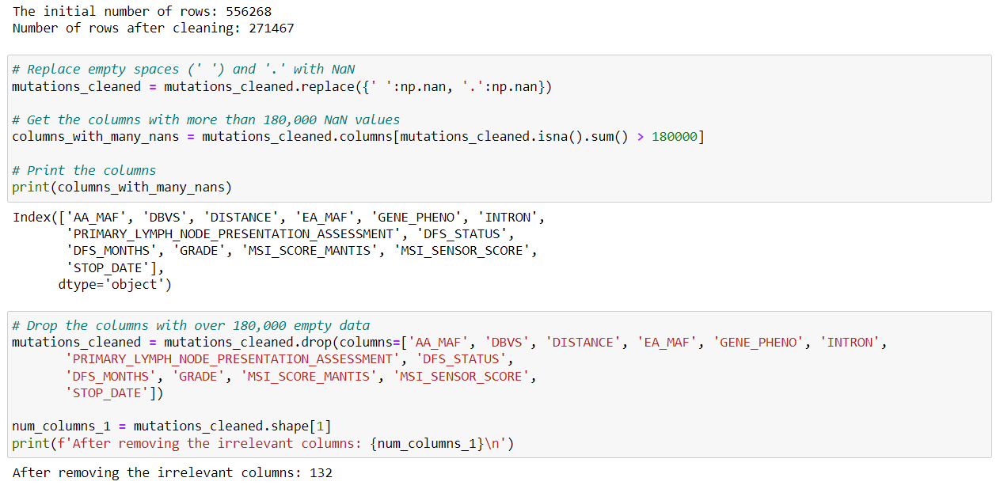 The initial number of rows: 556268
Number of rows after cleaning: 271467
# Replace empty spaces (' ') and '.' with NaN
mutations_cleaned = mutations_cleaned.replace({' ':np.nan, '.':np.nan})
# Get the columns with more than 180,000 NaN values
columns_with_many_nans = mutations_cleaned.columns[mutations_cleaned.isna().sum() > 180000]
# Print the columns
print(columns_with_many_nans)
Index(['AA_MAF', 'DBVS', 'DISTANCE', 'EA_MAF', 'GENE_PHENO', 'INTRON',
'PRIMARY_LYMPH_NODE_PRESENTATION_ASSESSMENT', 'DFS_STATUS',
'DFS_MONTHS', 'GRADE', 'MSI_SCORE_MANTIS', 'MSI_SENSOR_SCORE',
'STOP_DATE'],
dtype='object')
# Drop the columns with over 180,000 empty data
mutations_cleaned = mutations_cleaned.drop(columns=['AA_MAF', 'DBVS', 'DISTANCE', 'EA_MAF', 'GENE_PHENO', 'INTRON',
'PRIMARY_LYMPH_NODE_PRESENTATION_ASSESSMENT', 'DFS_STATUS',
'DFS_MONTHS', 'GRADE', 'MSI_SCORE_MANTIS', 'MSI_SENSOR_SCORE',
'STOP_DATE'])
num_columns_1 = mutations_cleaned.shape[1]
print(f'After removing the irrelevant columns: {num_columns_1}\n')
After removing the irrelevant columns: 132